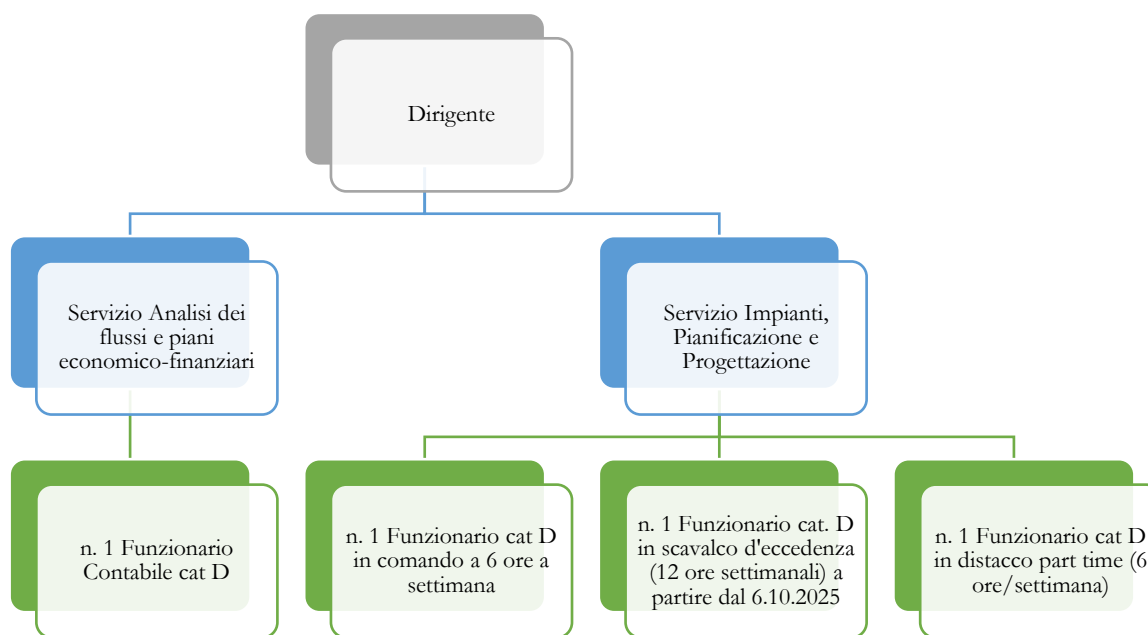 Dirigente
Servizio Analisi dei
flussi e piani
economico-finanziari
Servizio Impianti,
Pianificazione e
Progettazione
n. 1 Funzionario
Contabile cat D
n. 1 Funzionario cat D
in comando a 6 ore a
settimana
n. 1 Funzionario cat. D
in scavalco d'eccedenza
(12 ore settimanali) a
partire dal 6.10.2025
n. 1 Funzionario cat D
in distacco part time (6
ore/settimana)